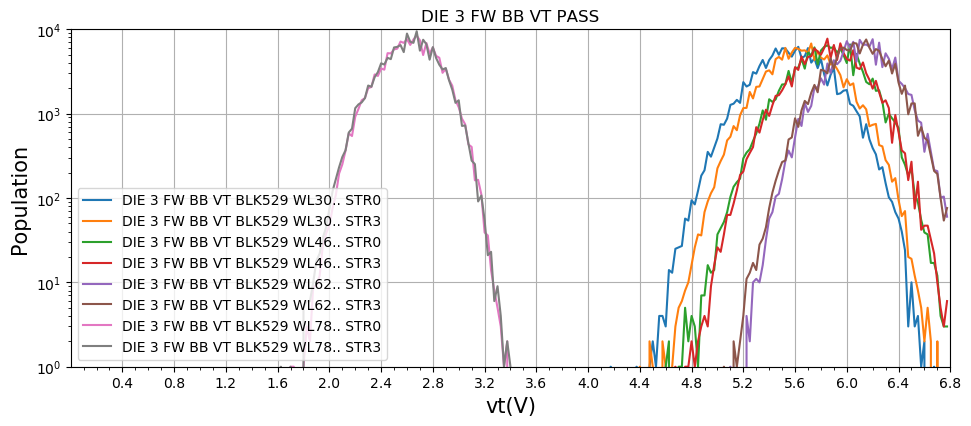 DIE 3 FW BB VT PASS
10^4
10^3
10^2
10^1
10^0
Population
DIE 3 FW BB VT BLK529 WL30.. STR0
DIE 3 FW BB VT BLK529 WL30.. STR3
DIE 3 FW BB VT BLK529 WL46.. STR0
DIE 3 FW BB VT BLK529 WL46.. STR3
DIE 3 FW BB VT BLK529 WL62.. STR0
DIE 3 FW BB VT BLK529 WL62.. STR3
DIE 3 FW BB VT BLK529 WL78.. STR0
DIE 3 FW BB VT BLK529 WL78.. STR3
0.4 0.8 1.2 1.6 2.0 2.4 2.8 3.2 3.6 4.0 4.4 4.8 5.2 5.6 6.0 6.4 6.8
vt(V)